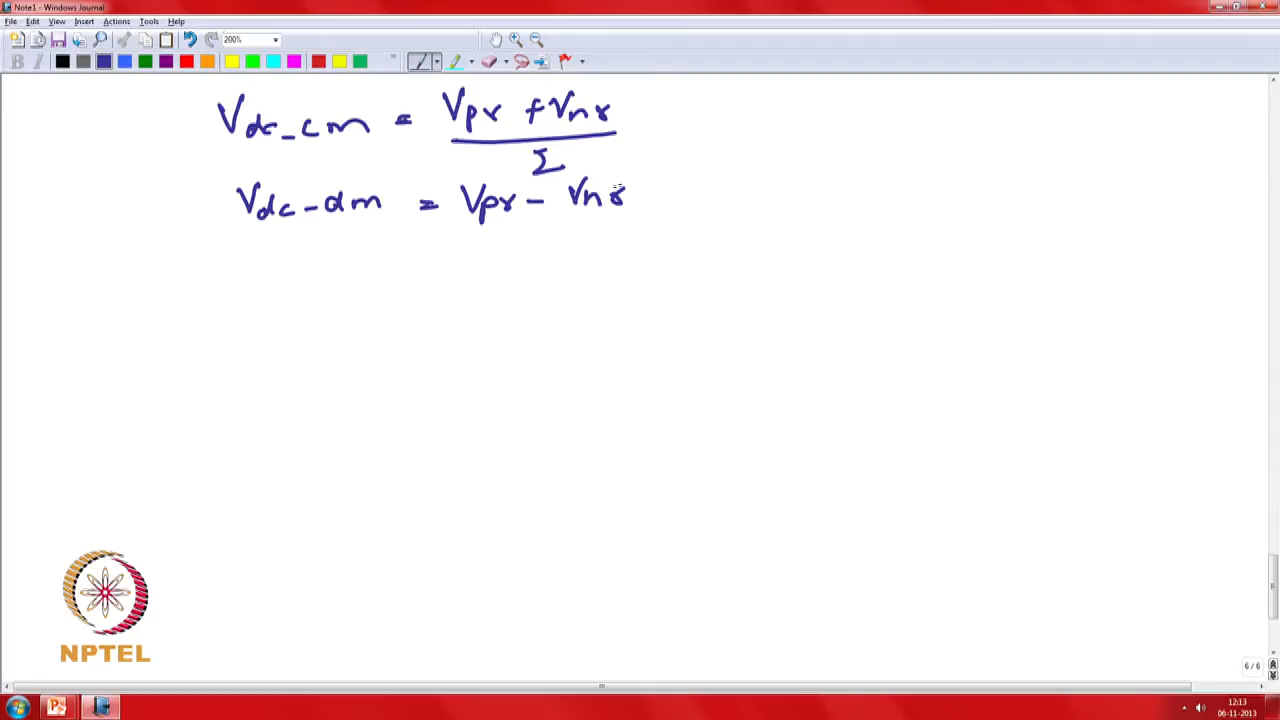 Note1 - Windows Journal
File Edit View Insert Actions Tools Help
200%
B I
Vdc_cm = Vpr + Vnr
2
Vdc-dm = Vpr - Vnr
NPTEL
6 / 6
12:13
06-11-2013